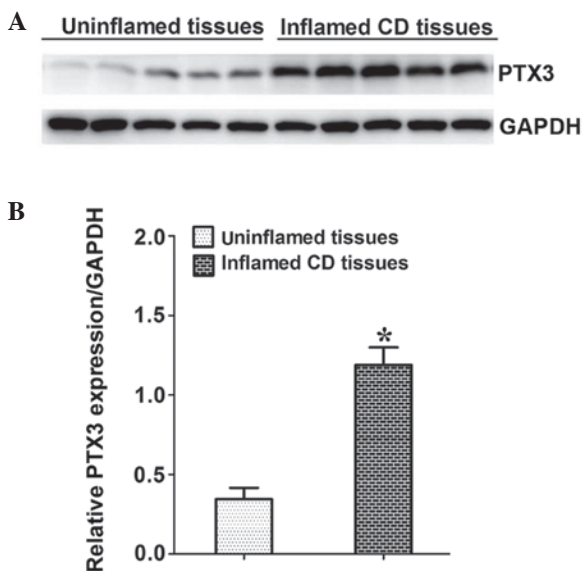 A
Uninflamed tissues Inflamed CD tissues
PTX3
GAPDH
B
Relative PTX3 expression/GAPDH
2.0
1.5
1.0
0.5
0.0
Uninflamed tissues
Inflamed CD tissues
*